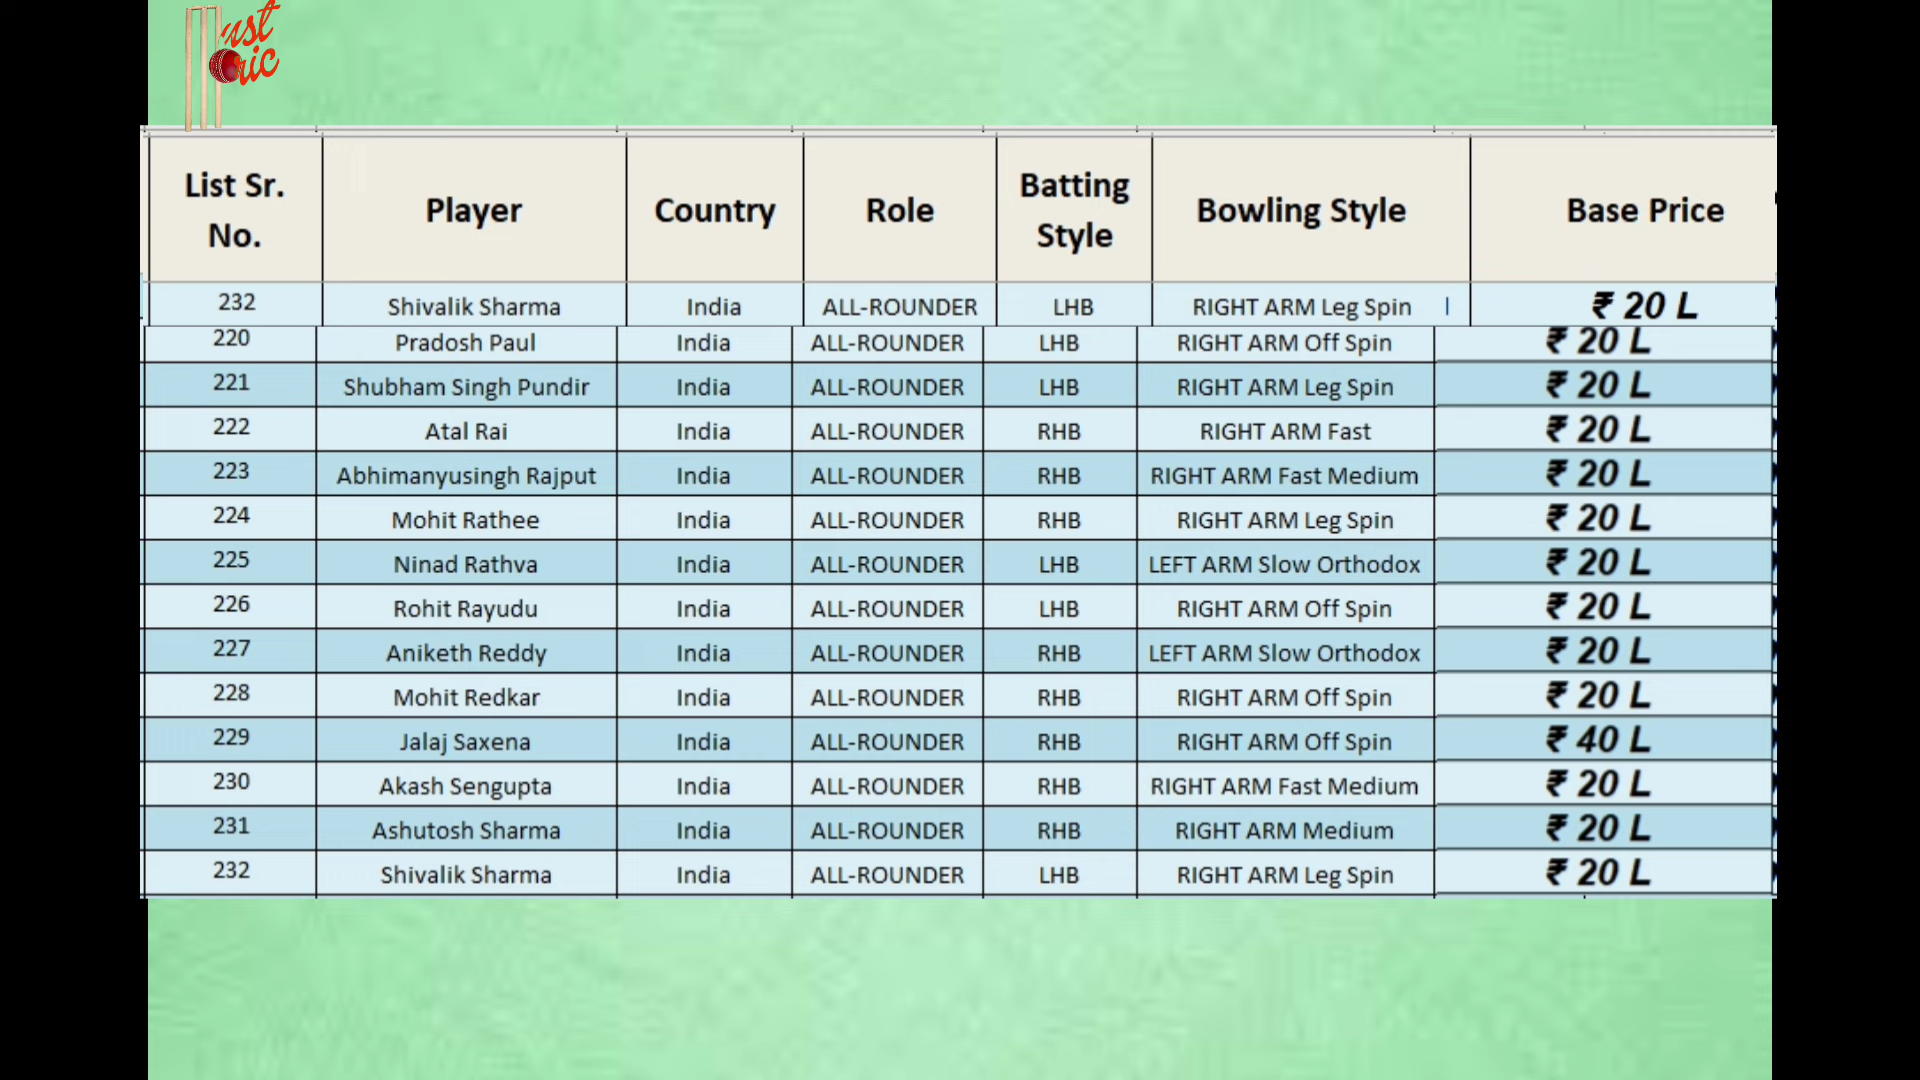 ust
ric
List Sr. No. Player Country Role Batting Style Bowling Style Base Price
232 Shivalik Sharma India ALL-ROUNDER LHB RIGHT ARM Leg Spin ₹ 20 L
220 Pradosh Paul India ALL-ROUNDER LHB RIGHT ARM Off Spin ₹ 20 L
221 Shubham Singh Pundir India ALL-ROUNDER LHB RIGHT ARM Leg Spin ₹ 20 L
222 Atal Rai India ALL-ROUNDER RHB RIGHT ARM Fast ₹ 20 L
223 Abhimanyusingh Rajput India ALL-ROUNDER RHB RIGHT ARM Fast Medium ₹ 20 L
224 Mohit Rathee India ALL-ROUNDER RHB RIGHT ARM Leg Spin ₹ 20 L
225 Ninad Rathva India ALL-ROUNDER LHB LEFT ARM Slow Orthodox ₹ 20 L
226 Rohit Rayudu India ALL-ROUNDER LHB RIGHT ARM Off Spin ₹ 20 L
227 Aniketh Reddy India ALL-ROUNDER RHB LEFT ARM Slow Orthodox ₹ 20 L
228 Mohit Redkar India ALL-ROUNDER RHB RIGHT ARM Off Spin ₹ 20 L
229 Jalaj Saxena India ALL-ROUNDER RHB RIGHT ARM Off Spin ₹ 40 L
230 Akash Sengupta India ALL-ROUNDER RHB RIGHT ARM Fast Medium ₹ 20 L
231 Ashutosh Sharma India ALL-ROUNDER RHB RIGHT ARM Medium ₹ 20 L
232 Shivalik Sharma India ALL-ROUNDER LHB RIGHT ARM Leg Spin ₹ 20 L